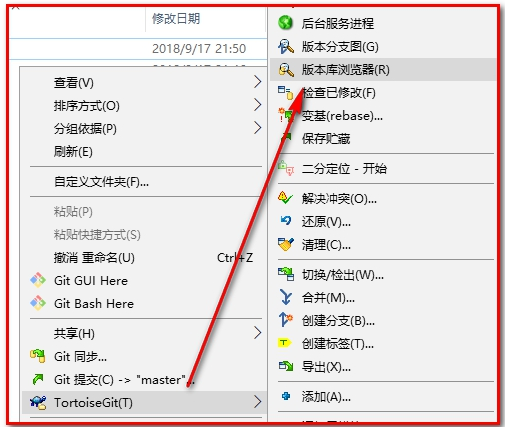 修改日期
2018/9/17 21:50
查看(V)
排序方式(O)
分组依据(P)
刷新(E)
自定义文件夹(F)...
粘贴(P)
粘贴快捷方式(S)
撤消 重命名(U) Ctrl+Z
Git GUI Here
Git Bash Here
共享(H)
Git 同步...
Git 提交(C) -> "master"...
TortoiseGit(T)
后台服务进程
版本分支图(G)
版本库浏览器(R)
检查已修改(F)
变基(rebase)...
保存贮藏
二分定位 - 开始
解决冲突(O)...
还原(V)...
清理(C)...
切换/检出(W)...
合并(M)...
创建分支(B)...
创建标签(T)...
导出(X)...
添加(A)...